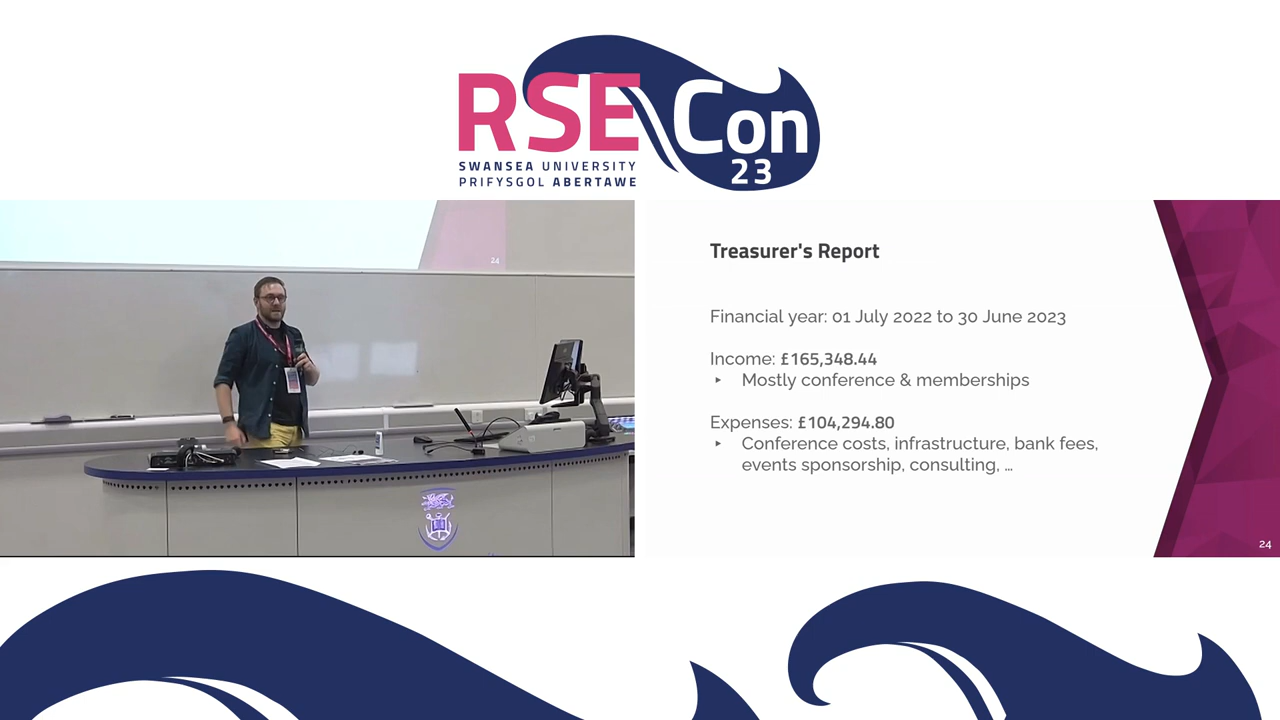 RSE Con
23
SWANSEA UNIVERSITY
PRIFYSGOL ABERTAWE
24
Treasurer's Report
Financial year: 01 July 2022 to 30 June 2023
Income: £165,348.44
‣ Mostly conference & memberships
Expenses: £104,294.80
‣ Conference costs, infrastructure, bank fees,
events sponsorship, consulting, ...
24